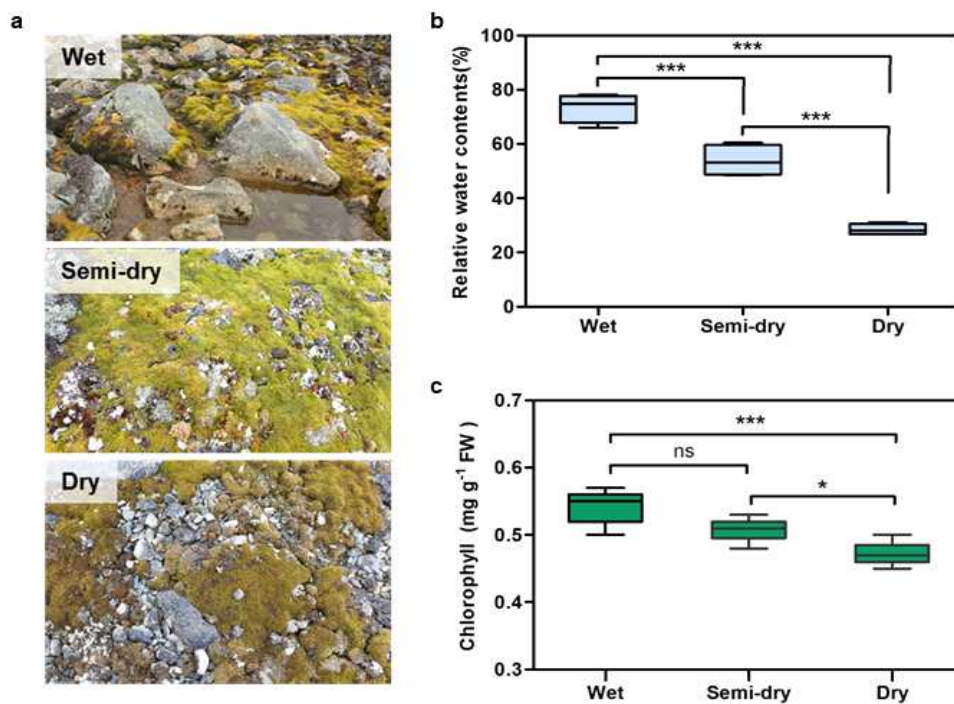 a
Wet
Semi-dry
Dry
b
Relative water contents(%)
100
80
60
40
20
0
***
***
***
Wet Semi-dry Dry
c
Chlorophyll (mg g⁻¹ FW)
0.7
0.6
0.5
0.4
0.3
***
ns
*
Wet Semi-dry Dry